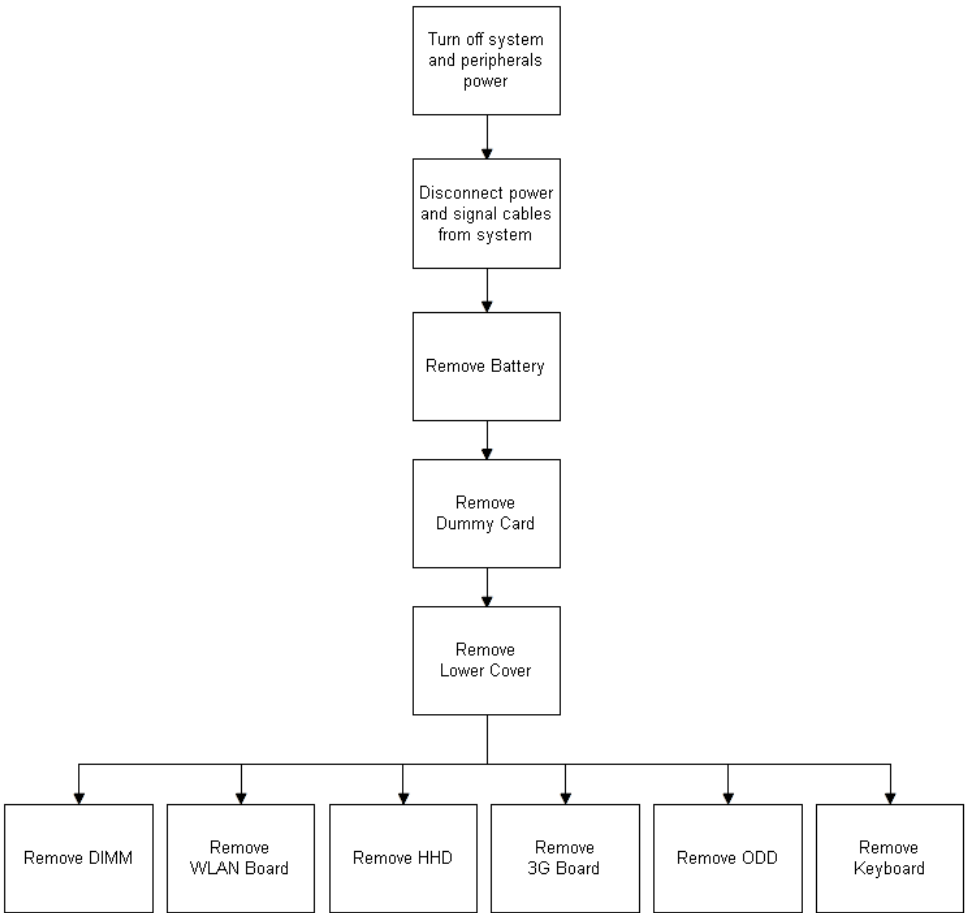 Turn off system
and peripherals
power
Disconnect power
and signal cables
from system
Remove Battery
Remove
Dummy Card
Remove
Lower Cover
Remove DIMM
Remove
WLAN Board
Remove HHD
Remove
3G Board
Remove ODD
Remove
Keyboard